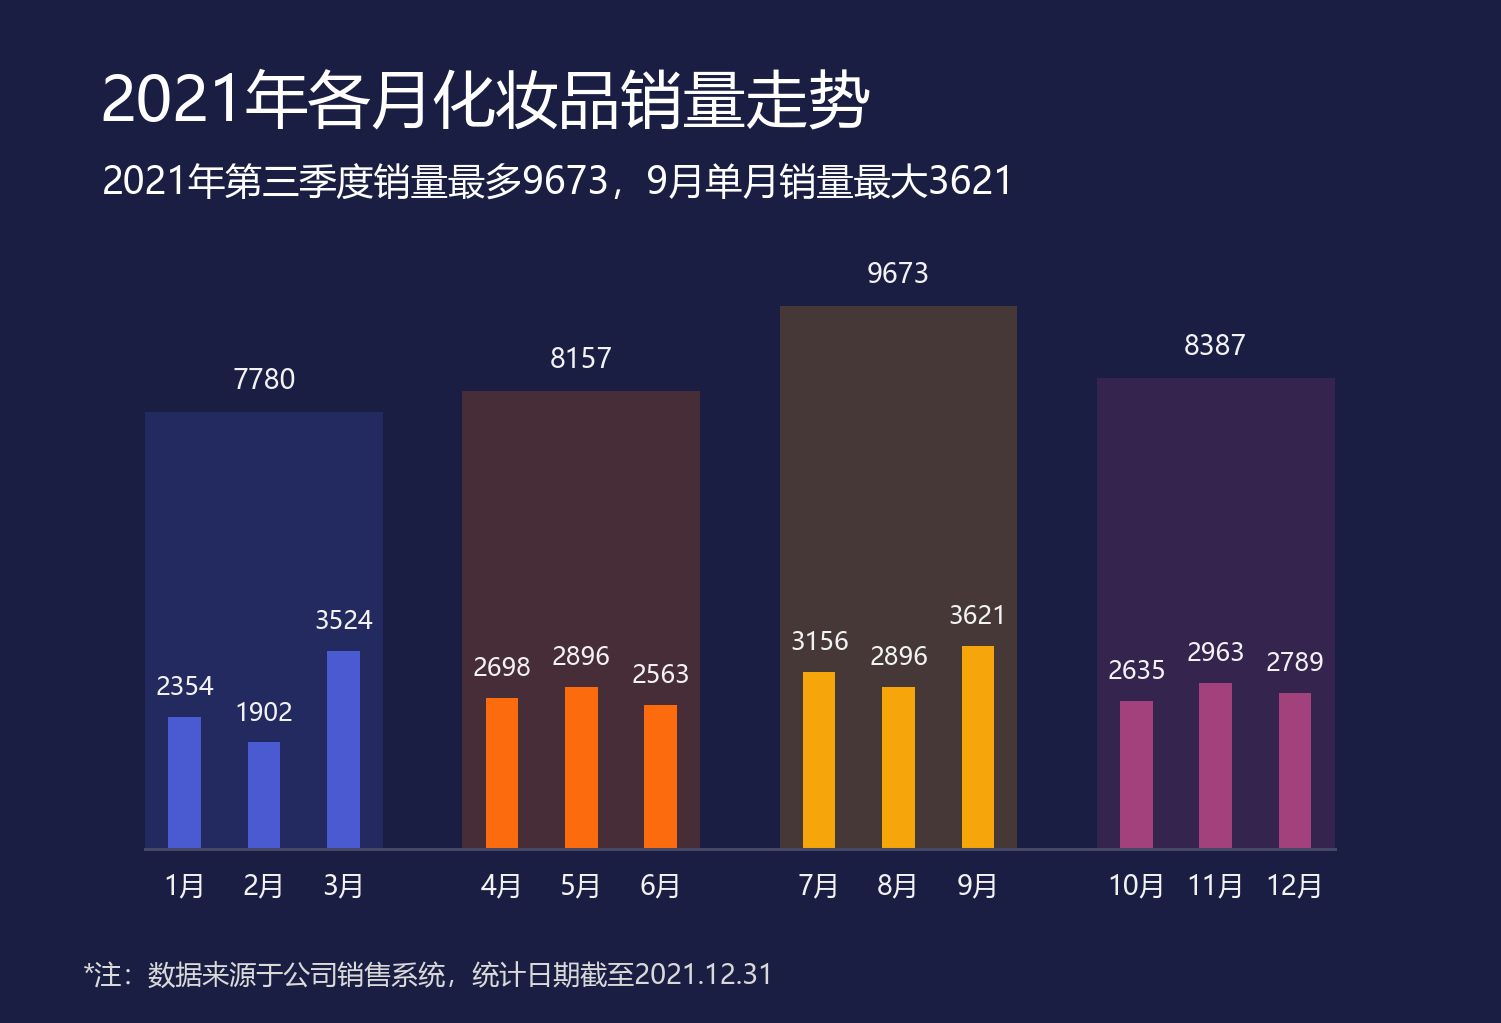 2021年各月化妆品销量走势
2021年第三季度销量最多9673，9月单月销量最大3621
7780
8157
9673
8387
2354
1902
3524
2698
2896
2563
3156
2896
3621
2635
2963
2789
1月
2月
3月
4月
5月
6月
7月
8月
9月
10月
11月
12月
*注：数据来源于公司销售系统，统计日期截至2021.12.31